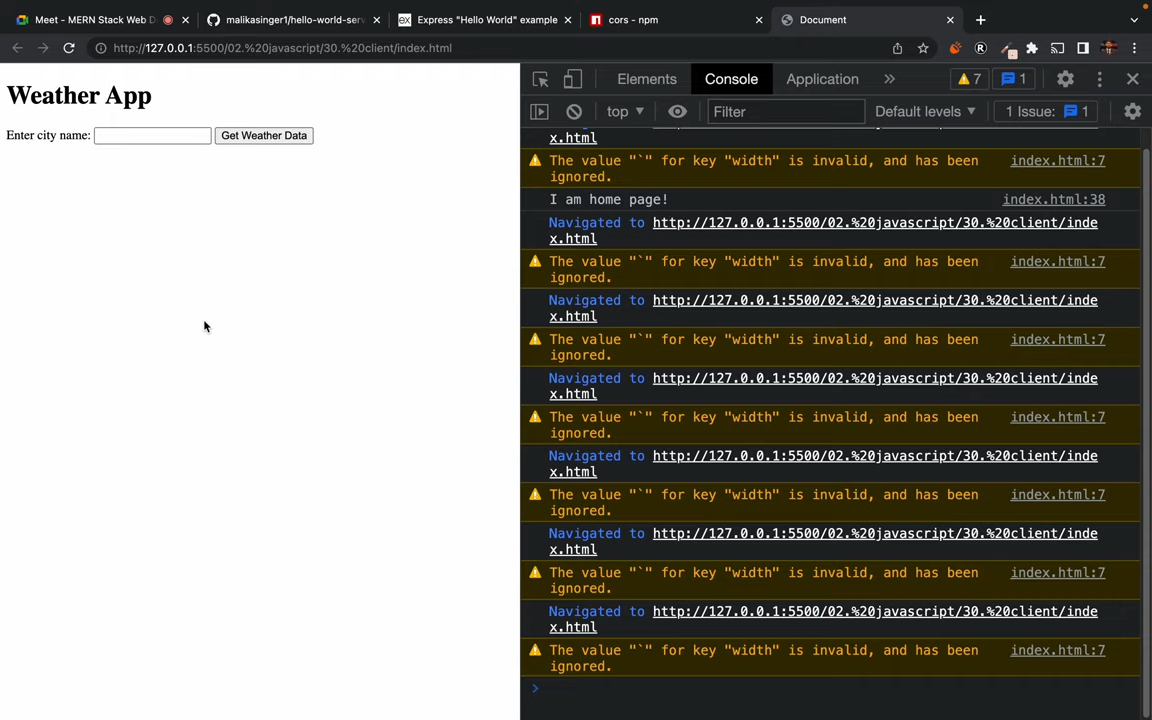 Meet - MERN Stack Web D
malikasinger1/hello-world-serv
Express "Hello World" example
cors - npm
Document
http://127.0.0.1:5500/02.%20javascript/30.%20client/index.html
Weather App
Enter city name: Get Weather Data
Elements Console Application » 7 1
top Filter Default levels 1 Issue: 1
x.html
The value "`" for key "width" is invalid, and has been index.html:7
ignored.
I am home page! index.html:38
Navigated to http://127.0.0.1:5500/02.%20javascript/30.%20client/inde
x.html
The value "`" for key "width" is invalid, and has been index.html:7
ignored.
Navigated to http://127.0.0.1:5500/02.%20javascript/30.%20client/inde
x.html
The value "`" for key "width" is invalid, and has been index.html:7
ignored.
Navigated to http://127.0.0.1:5500/02.%20javascript/30.%20client/inde
x.html
The value "`" for key "width" is invalid, and has been index.html:7
ignored.
Navigated to http://127.0.0.1:5500/02.%20javascript/30.%20client/inde
x.html
The value "`" for key "width" is invalid, and has been index.html:7
ignored.
Navigated to http://127.0.0.1:5500/02.%20javascript/30.%20client/inde
x.html
The value "`" for key "width" is invalid, and has been index.html:7
ignored.
Navigated to http://127.0.0.1:5500/02.%20javascript/30.%20client/inde
x.html
The value "`" for key "width" is invalid, and has been index.html:7
ignored.